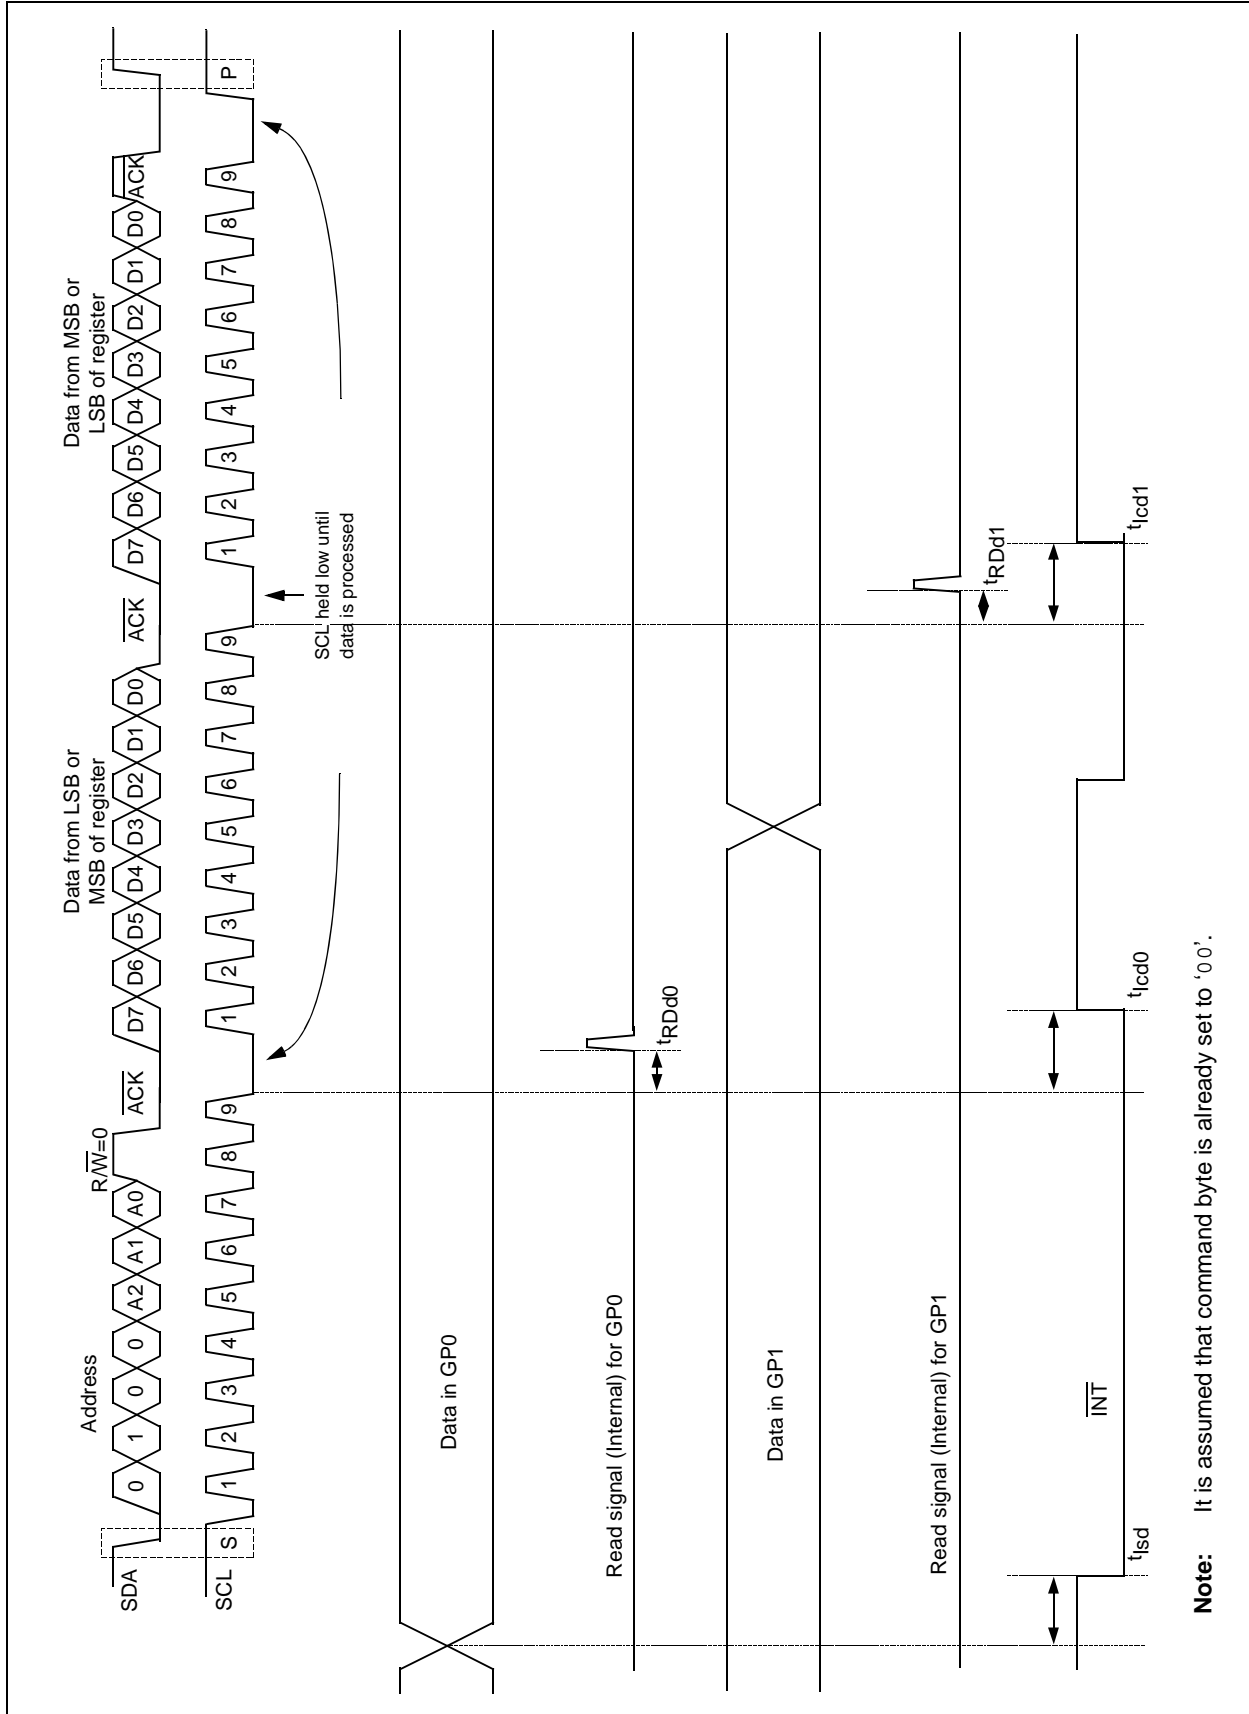 Address
R/W=0
Data from LSB or
MSB of register
Data from MSB or
LSB of register
SDA
0 1 0 0 0 A2 A1 A0 ACK D7 D6 D5 D4 D3 D2 D1 D0 ACK D7 D6 D5 D4 D3 D2 D1 D0 ACK
SCL
S 1 2 3 4 5 6 7 8 9 1 2 3 4 5 6 7 8 9 1 2 3 4 5 6 7 8 9 P
SCL held low until
data is processed
Data in GP0
Read signal (Internal) for GP0
tRDd0
Data in GP1
Read signal (Internal) for GP1
tRDd1
INT
tIsd
tIcd0
tIcd1
Note: It is assumed that command byte is already set to ‘00’.